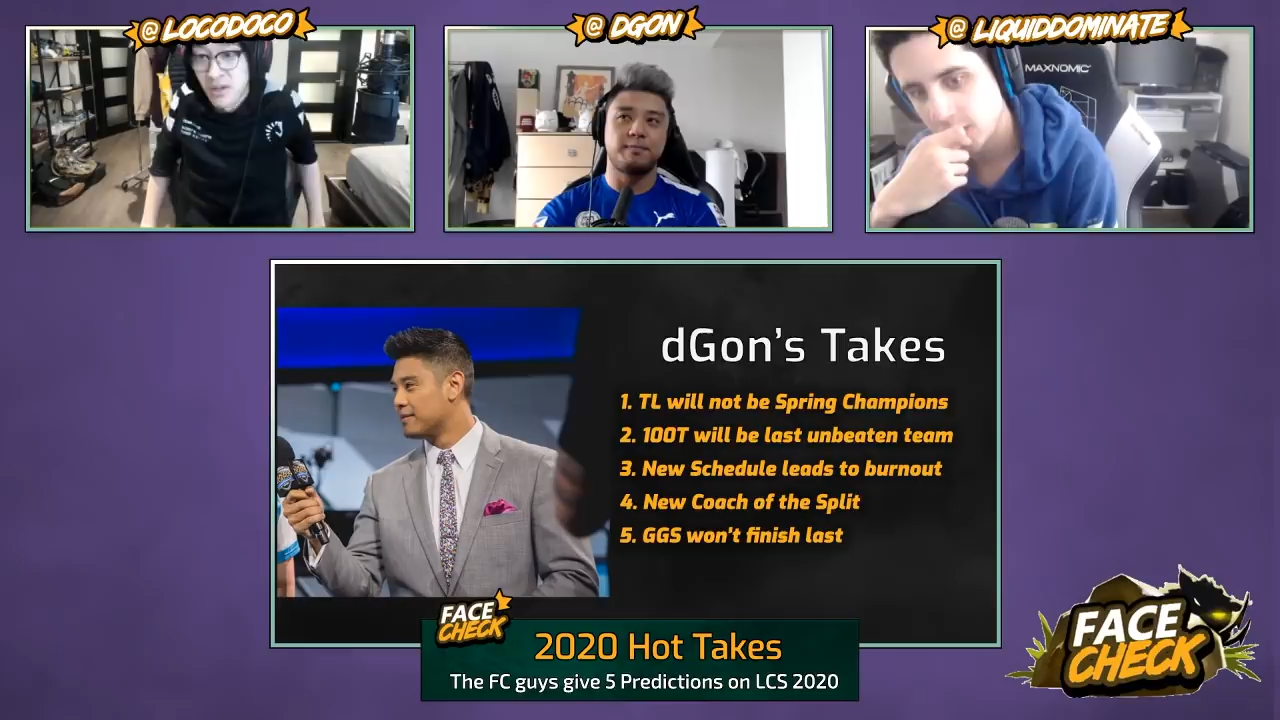 @LOCODOCO
@DGON
@LIQUIDDOMINATE
MAXNOMIC
dGon's Takes
1. TL will not be Spring Champions
2. 100T will be last unbeaten team
3. New Schedule leads to burnout
4. New Coach of the Split
5. GGS won't finish last
FACE
CHECK
2020 Hot Takes
The FC guys give 5 Predictions on LCS 2020
FACE
CHECK